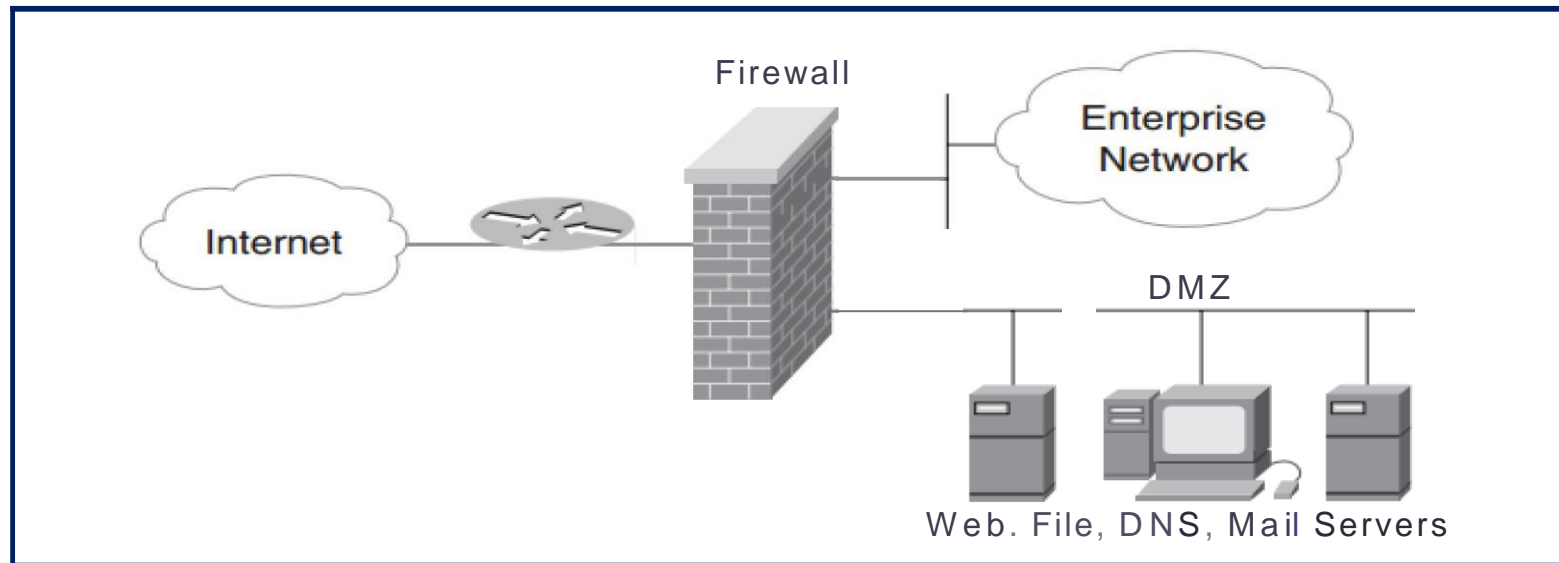 Firewall
Enterprise
Network
Internet
DMZ
Web. File, DNS, Mail Servers